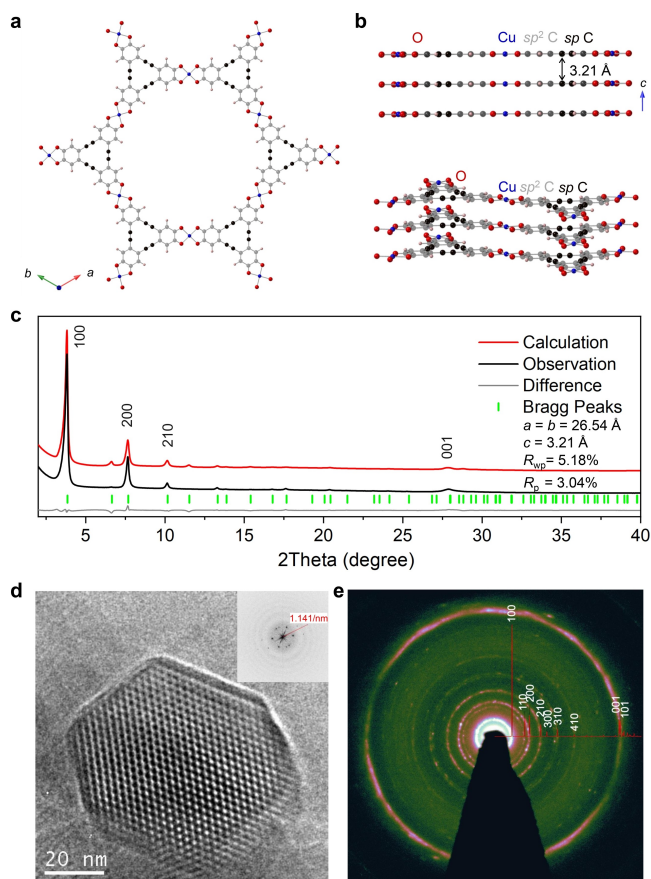 a
b
a
b
O
Cu
sp² C
sp C
3.21 Å
c
O
Cu
sp² C
sp C
c
100
200
210
001
Calculation
Observation
Difference
Bragg Peaks
a = b = 26.54 Å
c = 3.21 Å
Rwp = 5.18%
Rp = 3.04%
5 10 15 20 25 30 35 40
2Theta (degree)
d
1.141/nm
20 nm
e
100
110
200
210
300
310
410
001
101